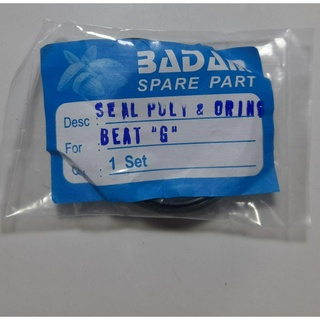 BADAK
SPARE PART
Desc : SEAL PULY & ORING
For : BEAT "G"
1 Set